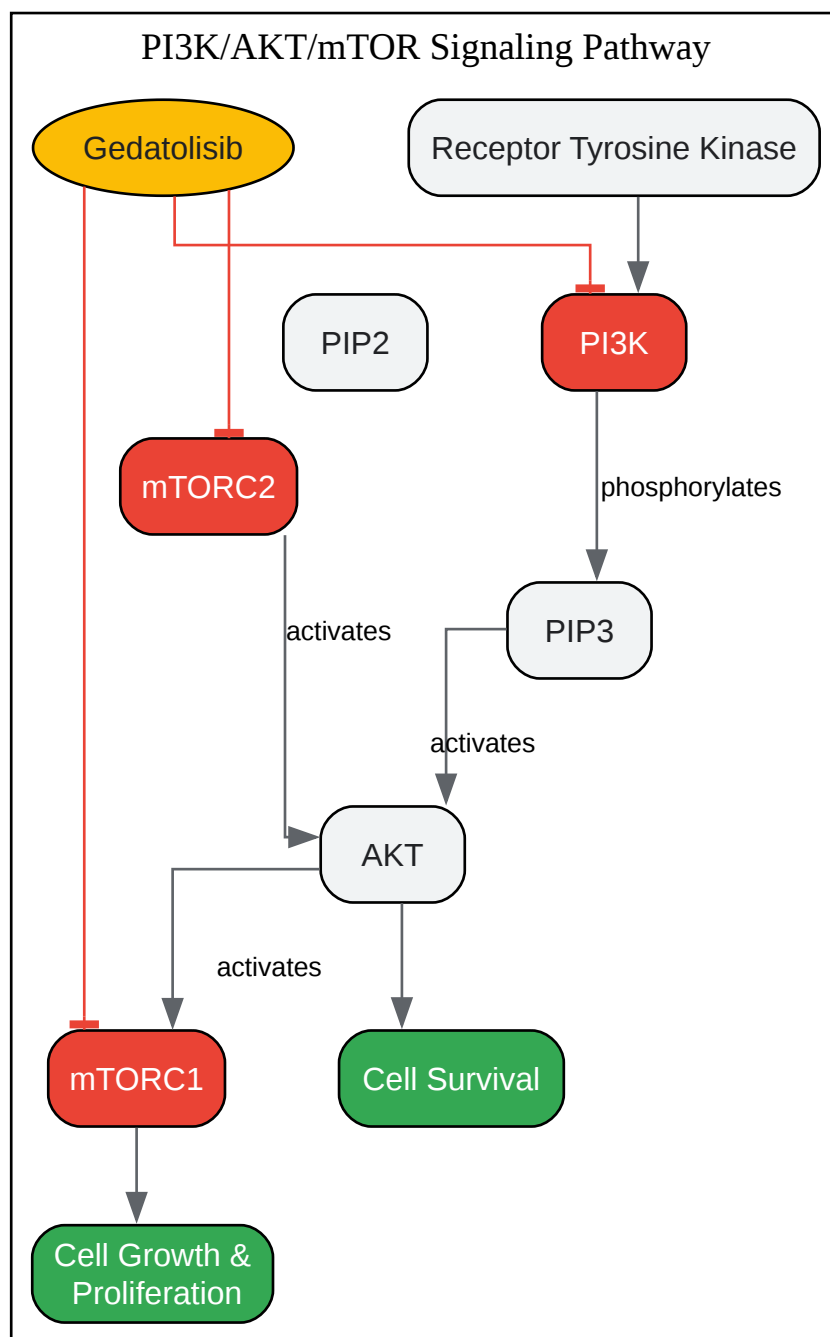 PI3K/AKT/mTOR Signaling Pathway
Gedatolisib
Receptor Tyrosine Kinase
PIP2
PI3K
mTORC2
phosphorylates
activates
PIP3
activates
AKT
activates
mTORC1
Cell Survival
Cell Growth &
Proliferation